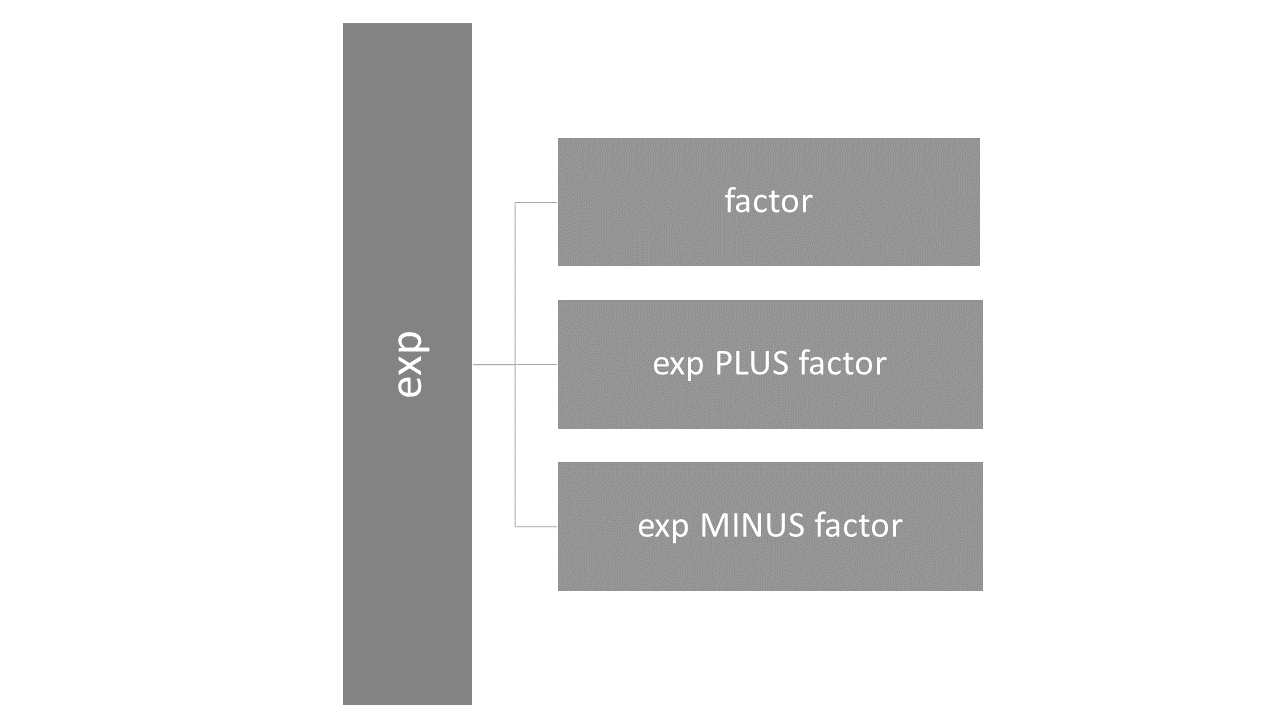 exp
factor
exp PLUS factor
exp MINUS factor